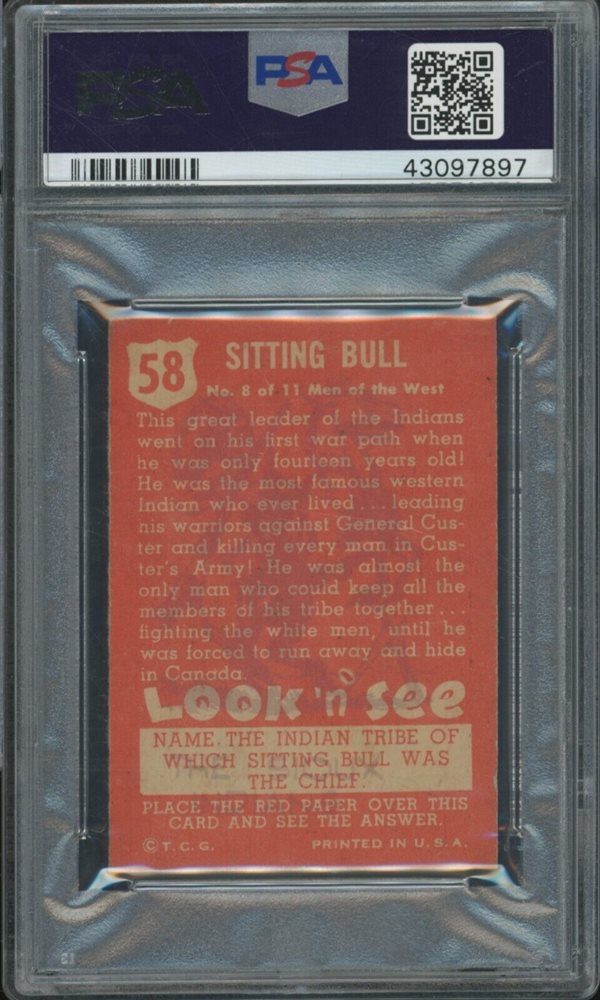 PSA
PSA
43097897
58
SITTING BULL
No. 8 of 11 Men of the West
This great leader of the Indians
went on his first war path when
he was only fourteen years old!
He was the most famous western
Indian who ever lived . . . leading
his warriors against General Cus-
ter and killing every man in Cus-
ter's Army! He was almost the
only man who could keep all the
members of his tribe together . . .
fighting the white men, until he
was forced to run away and hide
in Canada.
LOOK 'n SEE
NAME THE INDIAN TRIBE OF
WHICH SITTING BULL WAS
THE CHIEF.
PLACE THE RED PAPER OVER THIS
CARD AND SEE THE ANSWER.
© T. C. G. PRINTED IN U. S. A.